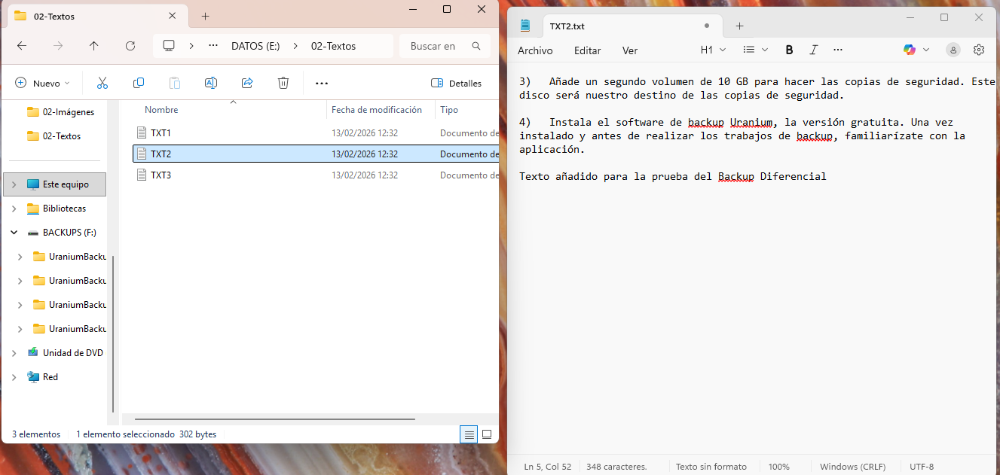 02-Textos
DATOS (E:) > 02-Textos
Buscar en
Nuevo
Detalles
02-Imágenes
02-Textos
Este equipo
Bibliotecas
BACKUPS (F:)
UraniumBacku
UraniumBacku
UraniumBacku
UraniumBacku
Unidad de DVD
Red
Nombre Fecha de modificación Tipo
TXT1 13/02/2026 12:32 Documento de
TXT2 13/02/2026 12:32 Documento de
TXT3 13/02/2026 12:32 Documento de
3 elementos 1 elemento seleccionado 302 bytes
TXT2.txt
Archivo Editar Ver H1 B I
3) Añade un segundo volumen de 10 GB para hacer las copias de seguridad. Este
disco será nuestro destino de las copias de seguridad.
4) Instala el software de backup Uranium, la versión gratuita. Una vez
instalado y antes de realizar los trabajos de backup, familiarízate con la
aplicación.
Texto añadido para la prueba del Backup Diferencial
Ln 5, Col 52 348 caracteres. Texto sin formato 100% Windows (CRLF) UTF-8